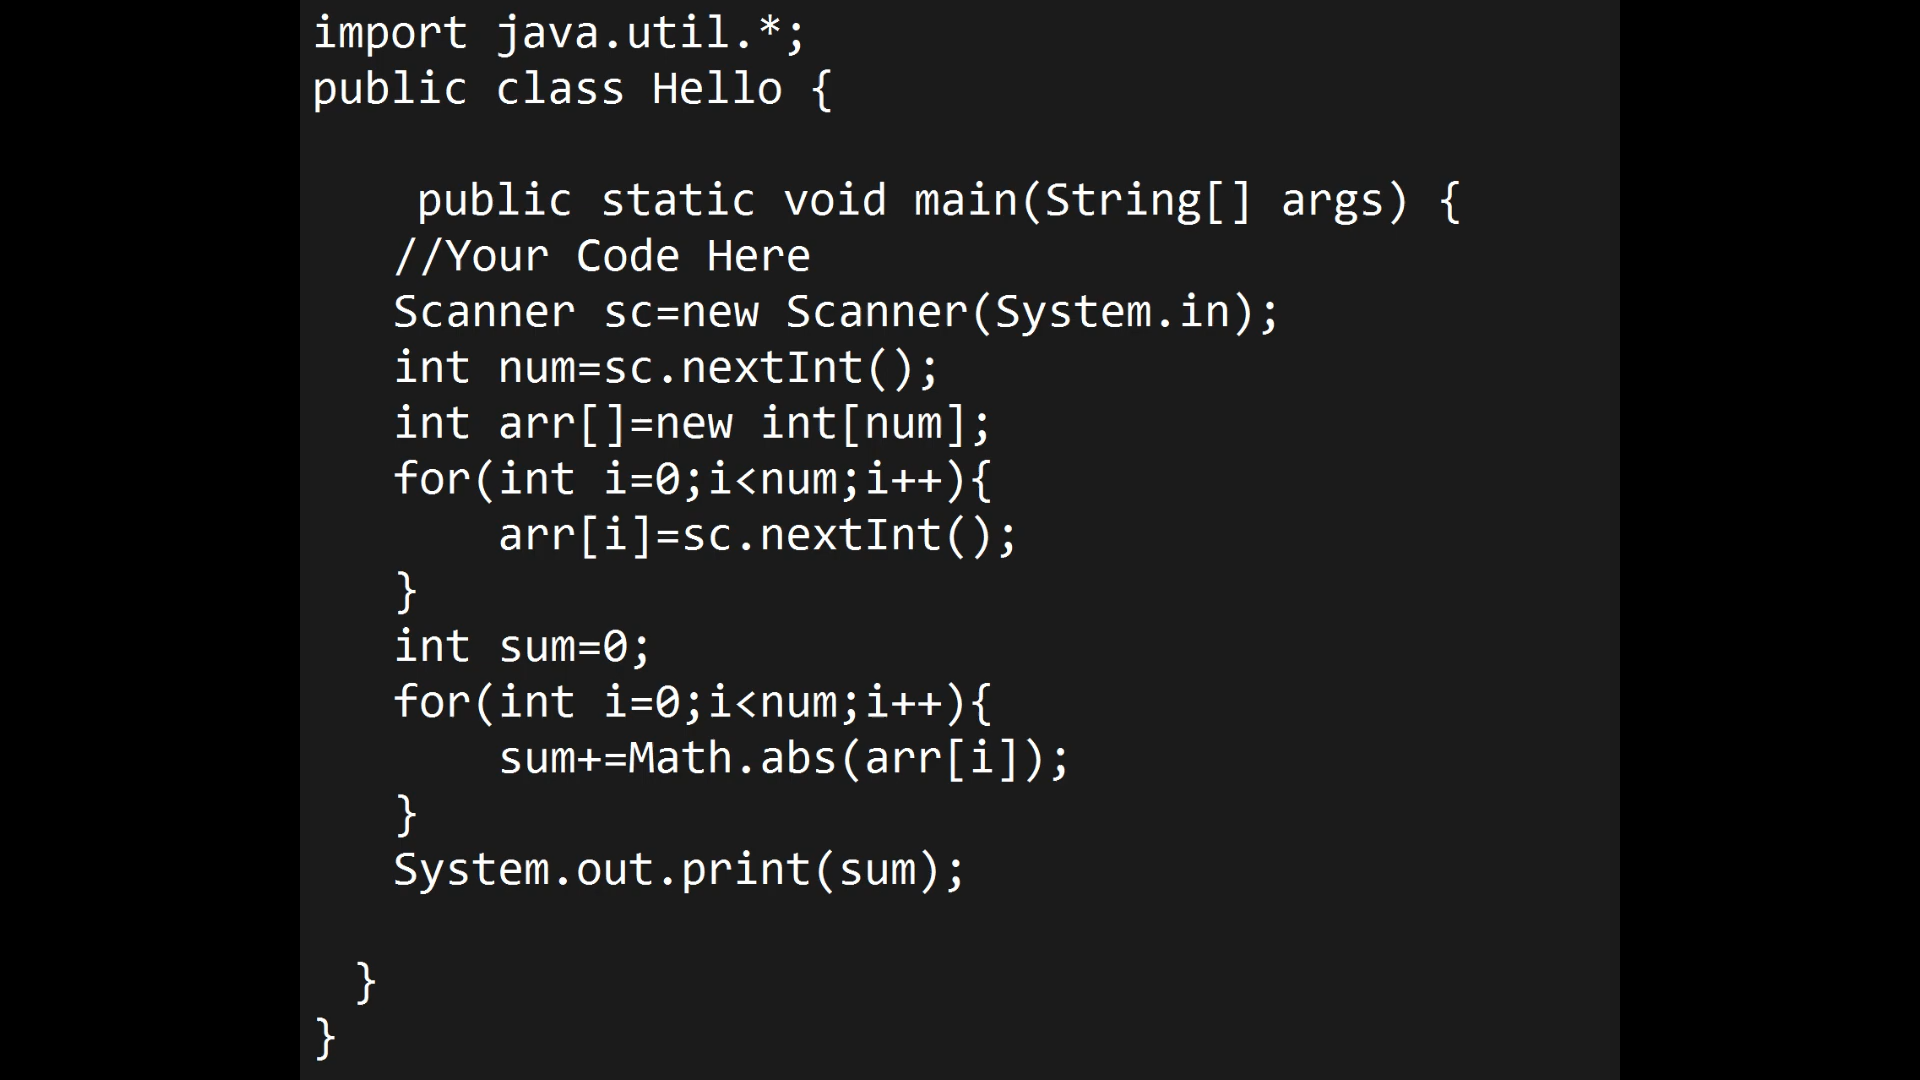 import java.util.*;
public class Hello {
public static void main(String[] args) {
//Your Code Here
Scanner sc=new Scanner(System.in);
int num=sc.nextInt();
int arr[]=new int[num];
for(int i=0;i<num;i++){
arr[i]=sc.nextInt();
}
int sum=0;
for(int i=0;i<num;i++){
sum+=Math.abs(arr[i]);
}
System.out.print(sum);
}
}